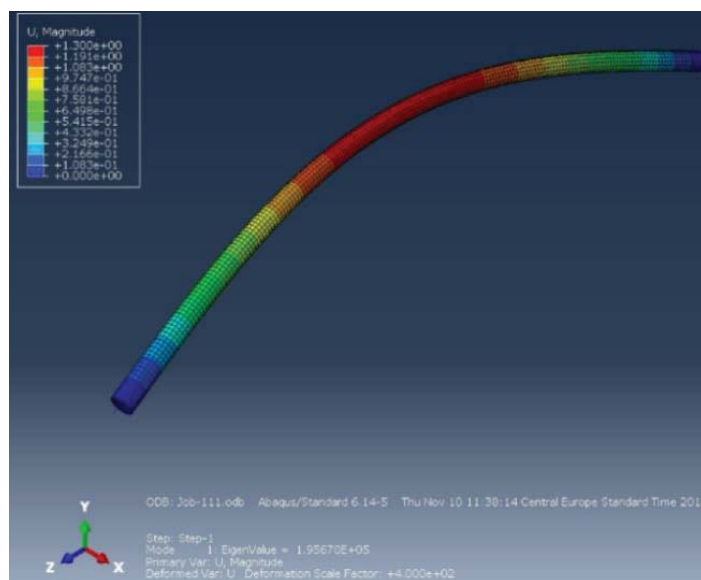 U, Magnitude
+1.300e+00
+1.191e+00
+1.083e+00
+9.747e-01
+8.664e-01
+7.581e-01
+6.498e-01
+5.415e-01
+4.332e-01
+3.249e-01
+2.166e-01
+1.083e-01
+0.000e+00
ODB: Job-111.odb Abaqus/Standard 6.14-5 Thu Nov 10 11:38:14 Central Europe Standard Time 201
Y
Z X
Step: Step-1
Mode 1: EigenValue = 1.95670E+05
Primary Var: U, Magnitude
Deformed Var: U Deformation Scale Factor: +4.000e+02